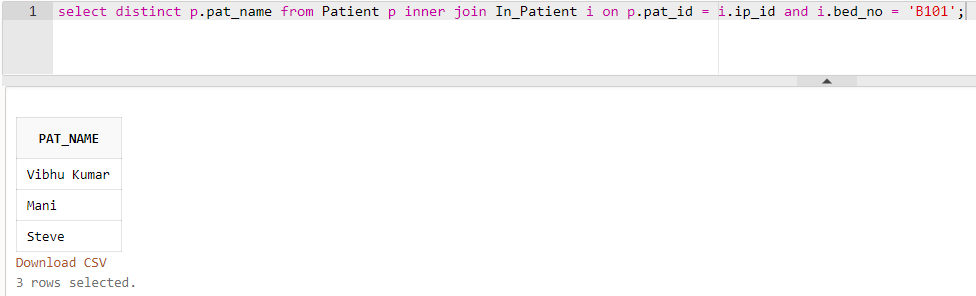 1 select distinct p.pat_name from Patient p inner join In_Patient i on p.pat_id = i.ip_id and i.bed_no = 'B101';
PAT_NAME
Vibhu Kumar
Mani
Steve
Download CSV
3 rows selected.